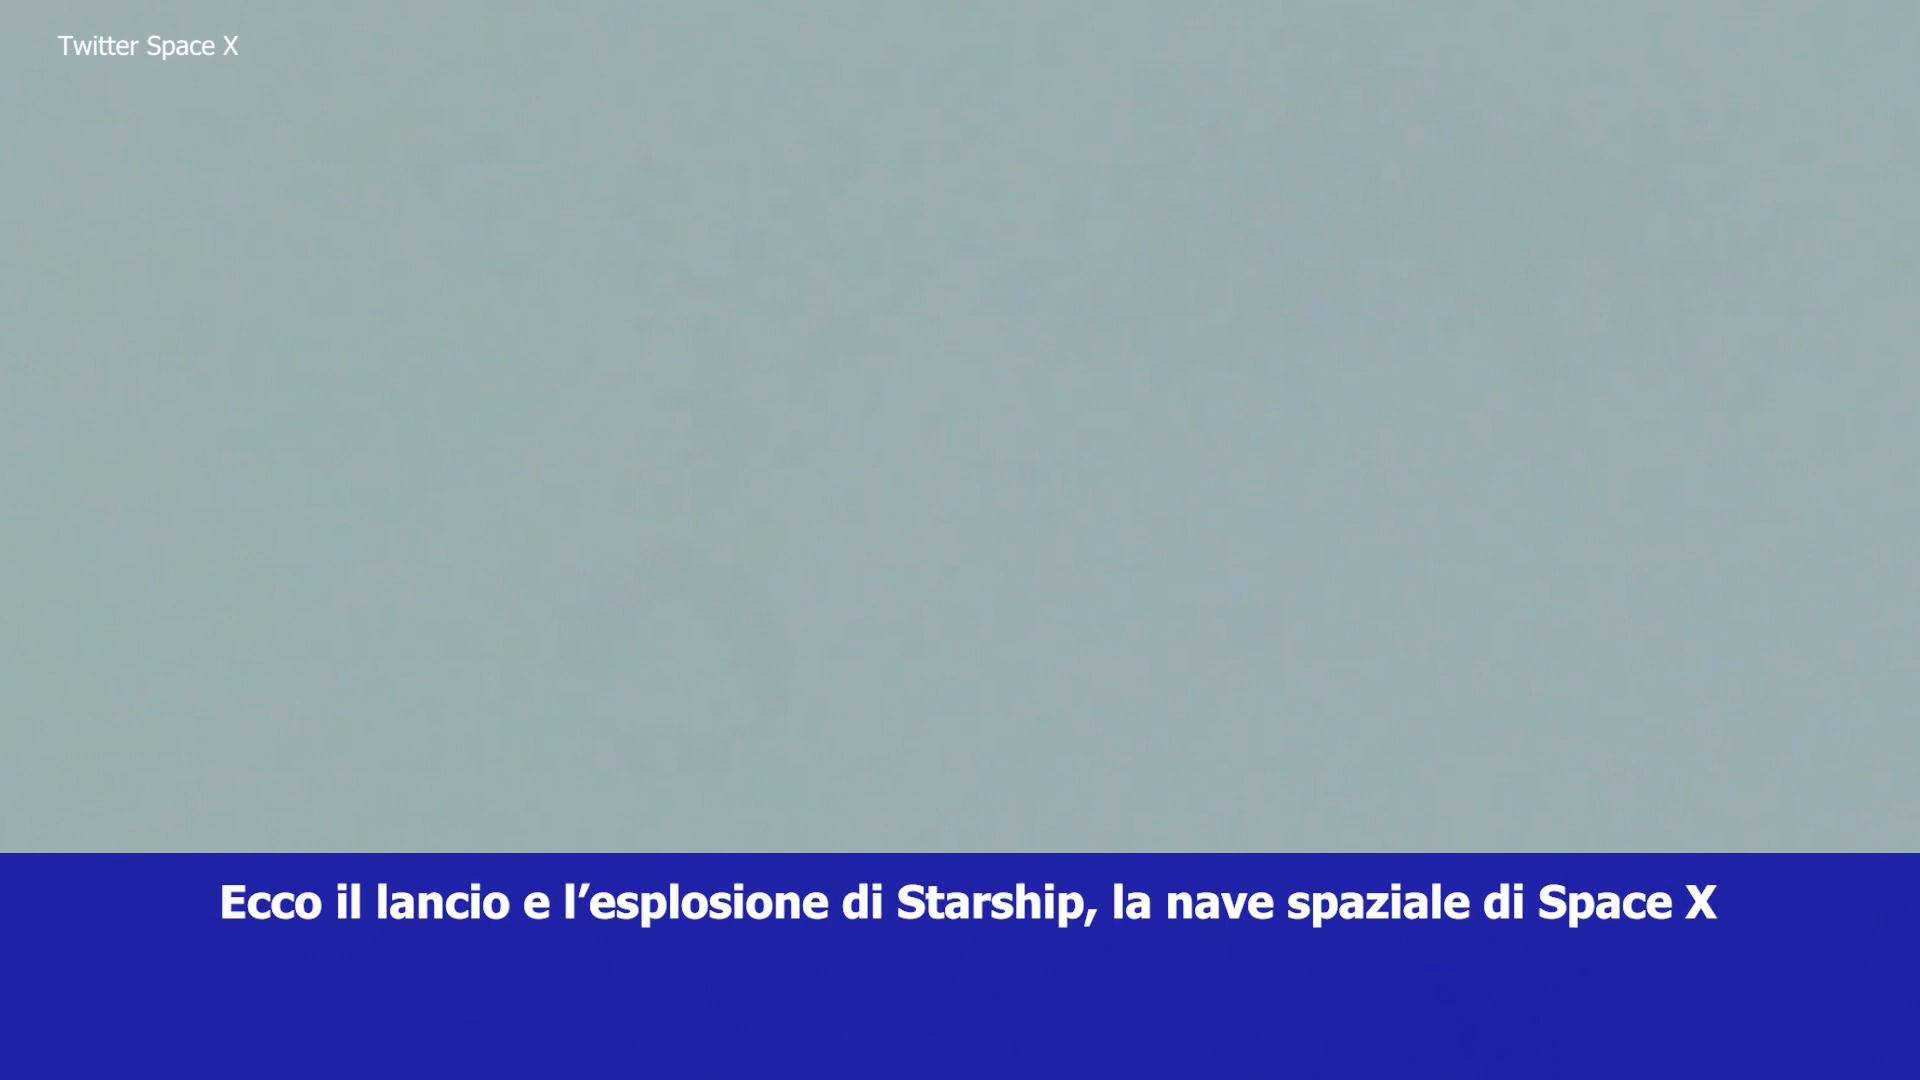 Twitter Space X
Ecco il lancio e l’esplosione di Starship, la nave spaziale di Space X